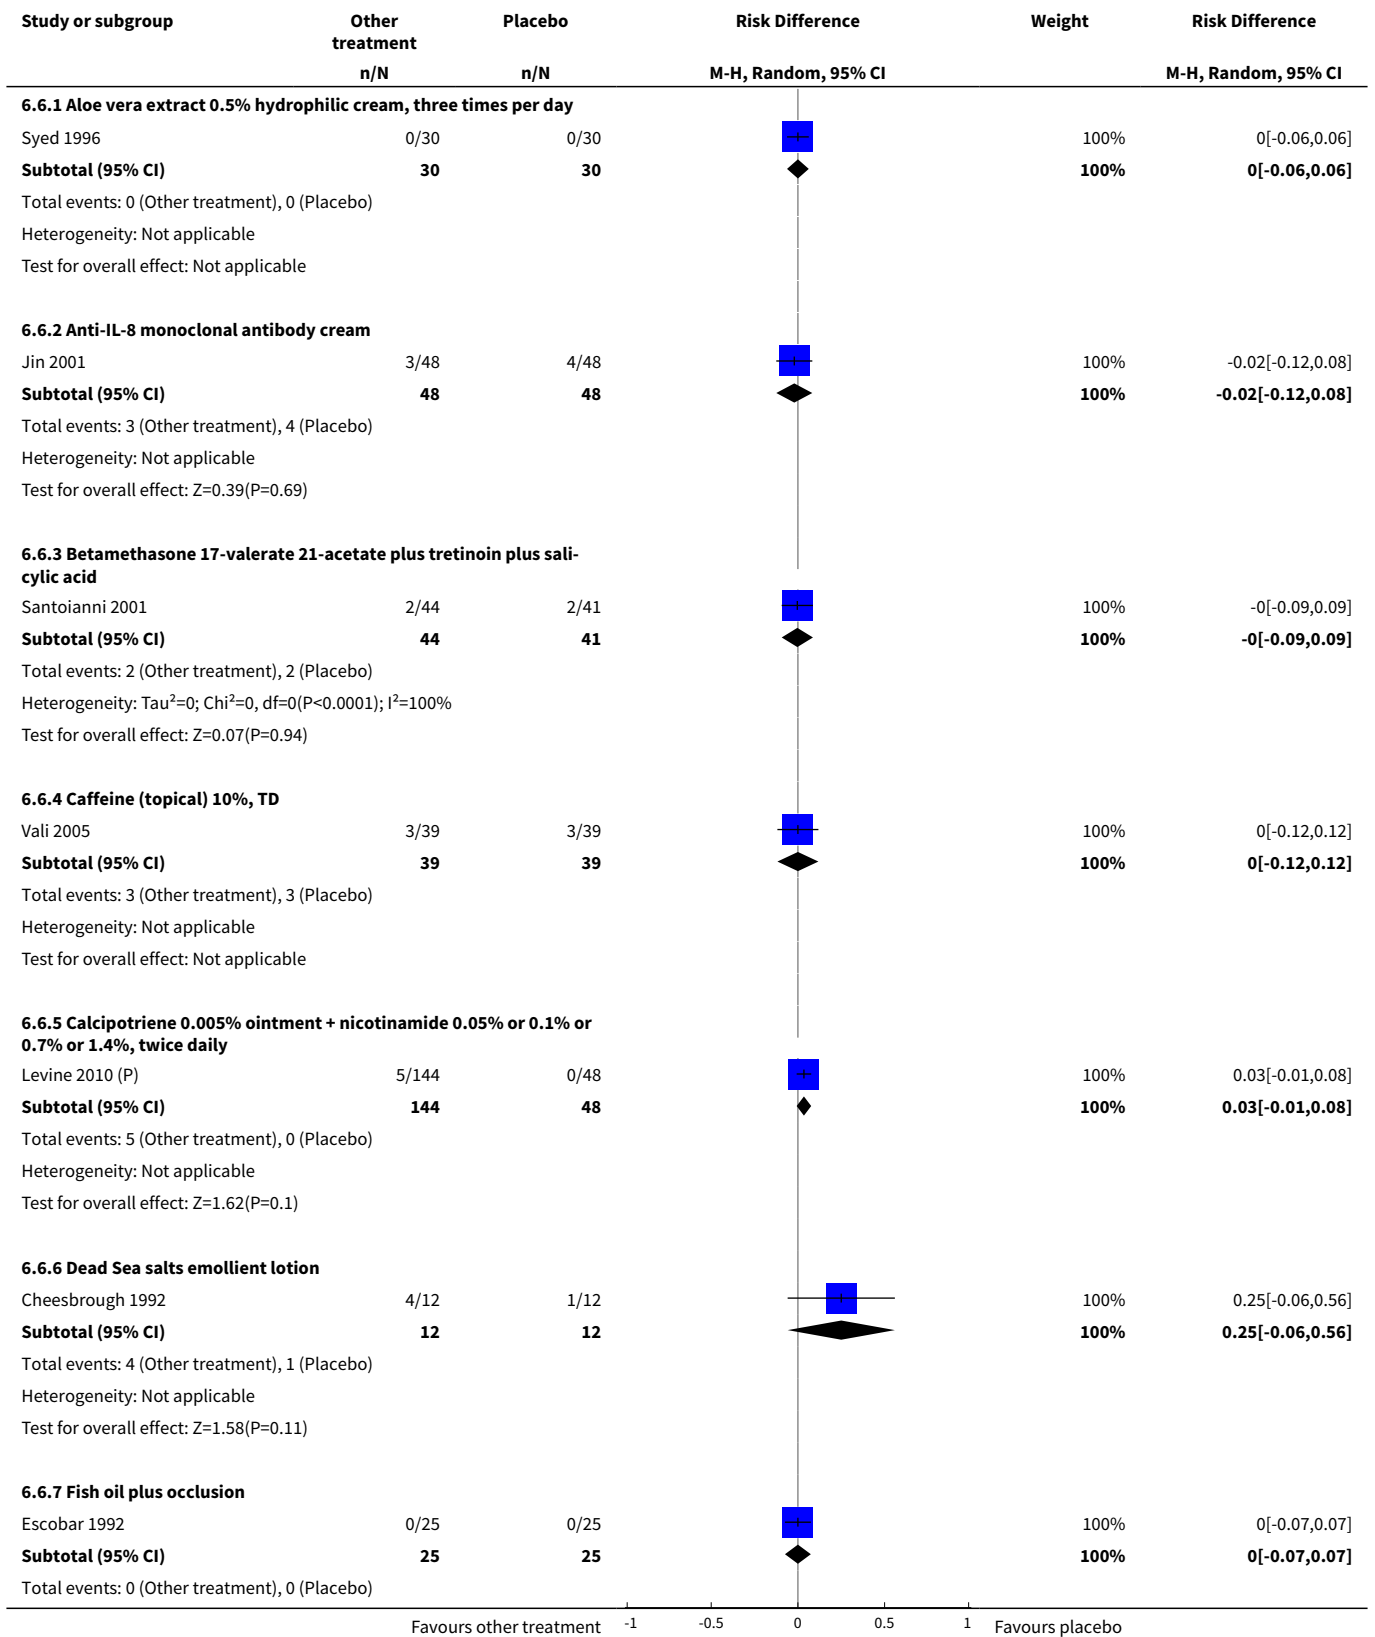 Study or subgroup Other treatment Placebo Risk Difference Weight Risk Difference
n/N n/N M-H, Random, 95% CI M-H, Random, 95% CI
6.6.1 Aloe vera extract 0.5% hydrophilic cream, three times per day
Syed 1996 0/30 0/30 100% 0[-0.06,0.06]
Subtotal (95% CI) 30 30 100% 0[-0.06,0.06]
Total events: 0 (Other treatment), 0 (Placebo)
Heterogeneity: Not applicable
Test for overall effect: Not applicable
6.6.2 Anti-IL-8 monoclonal antibody cream
Jin 2001 3/48 4/48 100% -0.02[-0.12,0.08]
Subtotal (95% CI) 48 48 100% -0.02[-0.12,0.08]
Total events: 3 (Other treatment), 4 (Placebo)
Heterogeneity: Not applicable
Test for overall effect: Z=0.39(P=0.69)
6.6.3 Betamethasone 17-valerate 21-acetate plus tretinoin plus sali-
cylic acid
Santoianni 2001 2/44 2/41 100% -0[-0.09,0.09]
Subtotal (95% CI) 44 41 100% -0[-0.09,0.09]
Total events: 2 (Other treatment), 2 (Placebo)
Heterogeneity: Tau²=0; Chi²=0, df=0(P<0.0001); I²=100%
Test for overall effect: Z=0.07(P=0.94)
6.6.4 Caffeine (topical) 10%, TD
Vali 2005 3/39 3/39 100% 0[-0.12,0.12]
Subtotal (95% CI) 39 39 100% 0[-0.12,0.12]
Total events: 3 (Other treatment), 3 (Placebo)
Heterogeneity: Not applicable
Test for overall effect: Not applicable
6.6.5 Calcipotriene 0.005% ointment + nicotinamide 0.05% or 0.1% or
0.7% or 1.4%, twice daily
Levine 2010 (P) 5/144 0/48 100% 0.03[-0.01,0.08]
Subtotal (95% CI) 144 48 100% 0.03[-0.01,0.08]
Total events: 5 (Other treatment), 0 (Placebo)
Heterogeneity: Not applicable
Test for overall effect: Z=1.62(P=0.1)
6.6.6 Dead Sea salts emollient lotion
Cheesbrough 1992 4/12 1/12 100% 0.25[-0.06,0.56]
Subtotal (95% CI) 12 12 100% 0.25[-0.06,0.56]
Total events: 4 (Other treatment), 1 (Placebo)
Heterogeneity: Not applicable
Test for overall effect: Z=1.58(P=0.11)
6.6.7 Fish oil plus occlusion
Escobar 1992 0/25 0/25 100% 0[-0.07,0.07]
Subtotal (95% CI) 25 25 100% 0[-0.07,0.07]
Total events: 0 (Other treatment), 0 (Placebo)
Favours other treatment -1 -0.5 0 0.5 1 Favours placebo